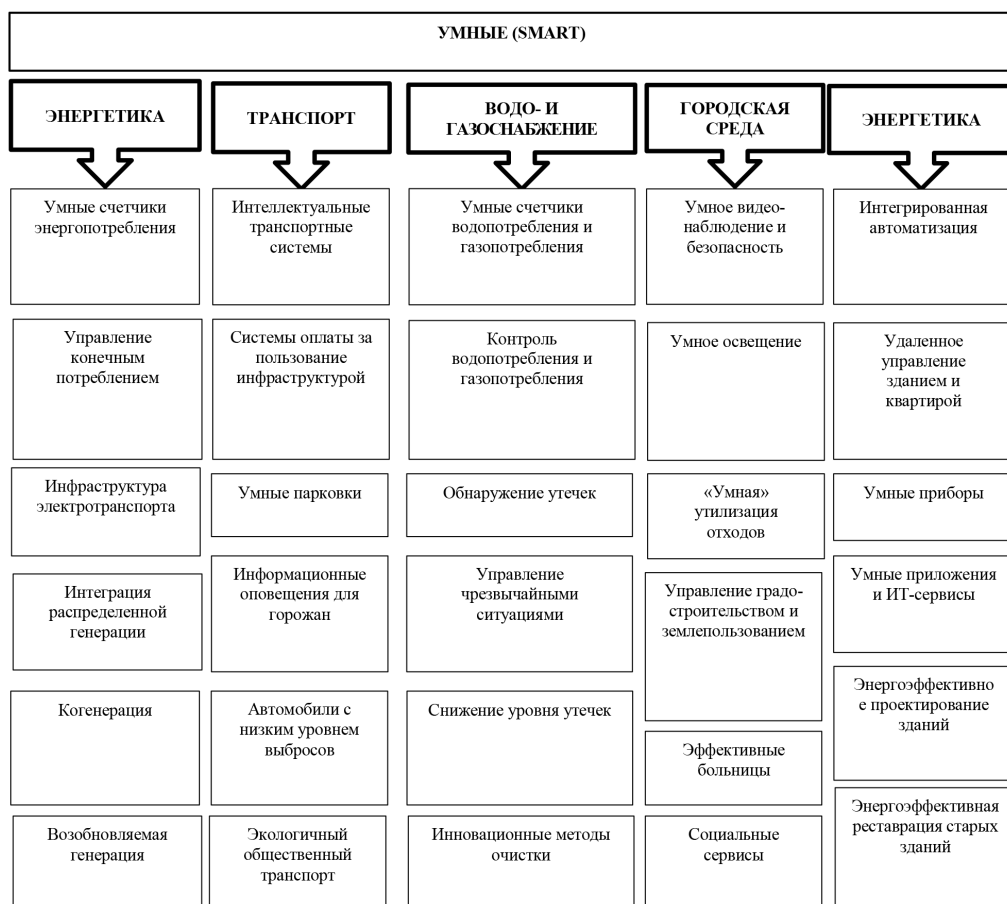 УМНЫЕ (SMART)
ЭНЕРГЕТИКА
ТРАНСПОРТ
ВОДО- И
ГАЗОСНАБЖЕНИЕ
ГОРОДСКАЯ
СРЕДА
ЭНЕРГЕТИКА
Умные счетчики
энергопотребления
Интеллектуальные
транспортные
системы
Умные счетчики
водопотребления и
газопотребления
Умное видео-
наблюдение и
безопасность
Интегрированная
автоматизация
Управление
конечным
потреблением
Системы оплаты за
пользование
инфраструктурой
Контроль
водопотребления и
газопотребления
Умное освещение
Удаленное
управление
зданием и
квартирой
Инфраструктура
электротранспорта
Умные парковки
Обнаружение утечек
«Умная»
утилизация
отходов
Умные приборы
Интеграция
распределенной
генерации
Информационные
оповещения для
горожан
Управление
чрезвычайными
ситуациями
Управление градо-
строительством и
землепользованием
Умные приложения
и ИТ-сервисы
Когенерация
Автомобили с
низким уровнем
выбросов
Снижение уровня утечек
Эффективные
больницы
Энергоэффективно
е проектирование
зданий
Возобновляемая
генерация
Экологичный
общественный
транспорт
Инновационные методы
очистки
Социальные
сервисы
Энергоэффективная
реставрация старых
зданий